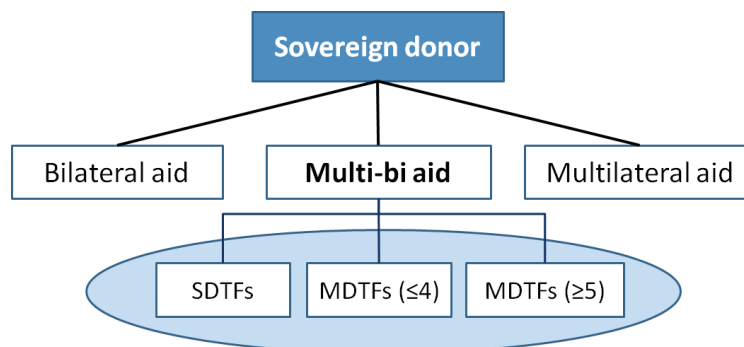 Sovereign donor
Bilateral aid
Multi-bi aid
Multilateral aid
SDTFs
MDTFs (≤4)
MDTFs (≥5)